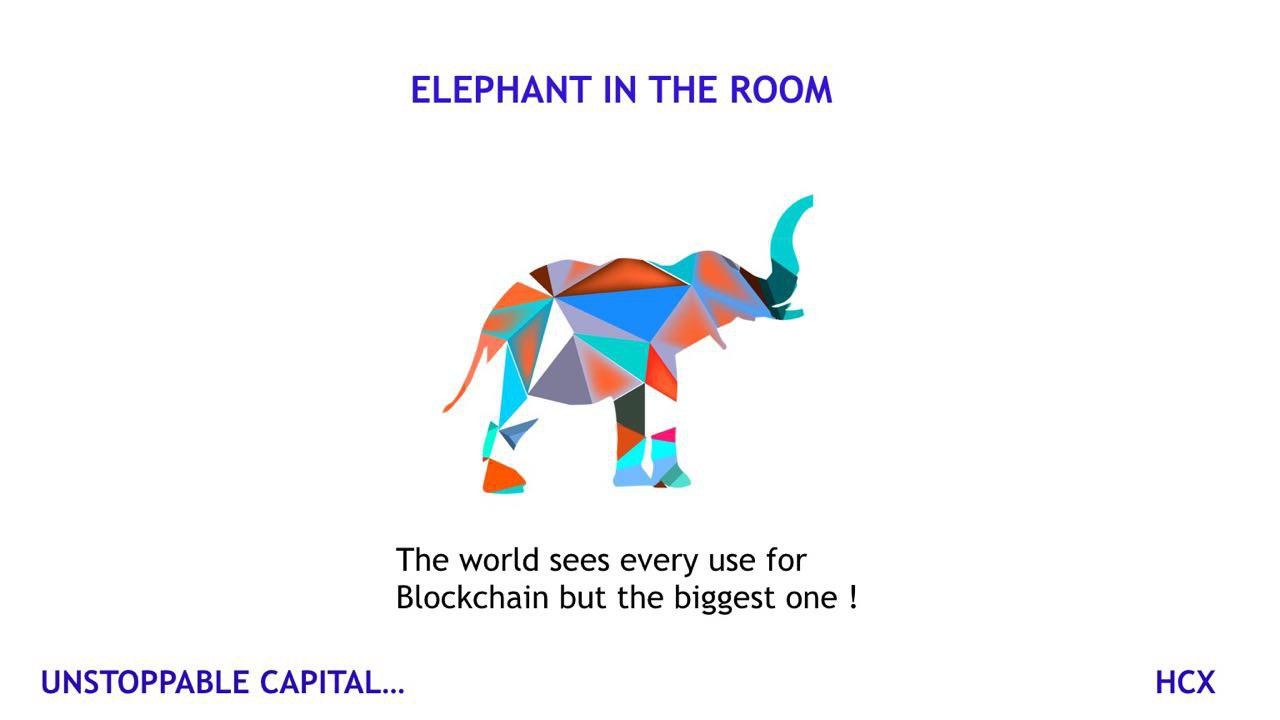 ELEPHANT IN THE ROOM
The world sees every use for
Blockchain but the biggest one !
UNSTOPPABLE CAPITAL…
HCX